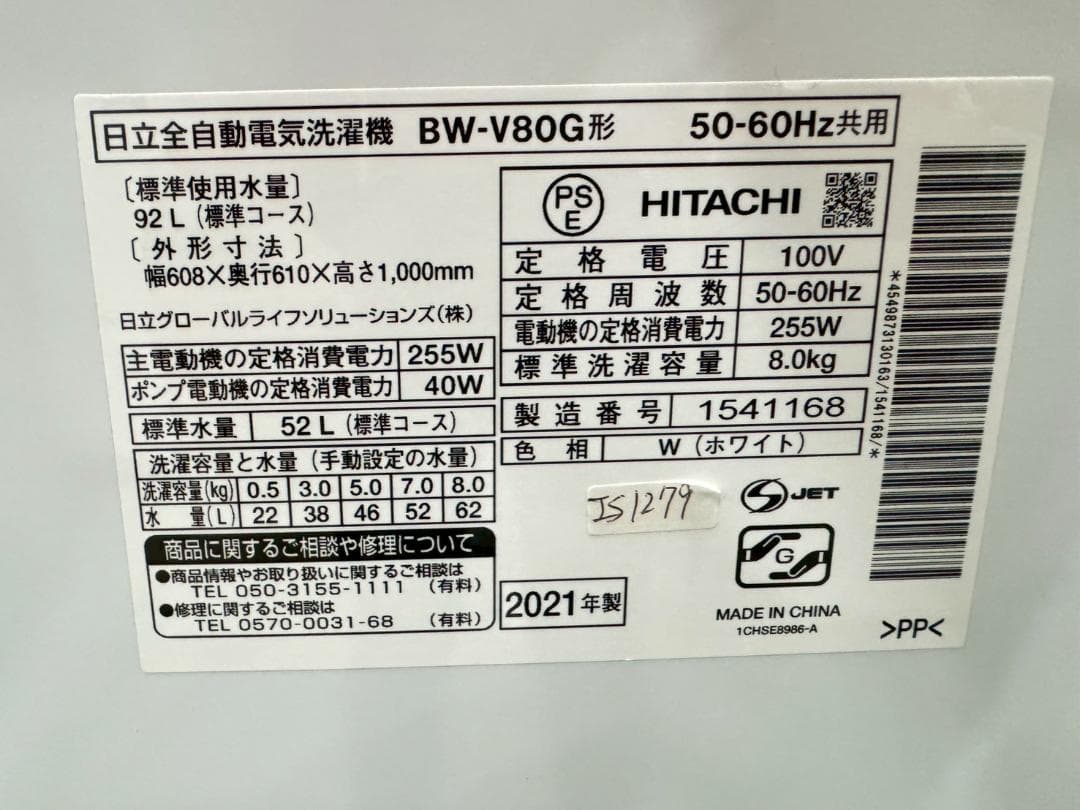 日立全自動電気洗濯機 BW-V80G形 50-60Hz共用
〔標準使用水量〕
92 L (標準コース)
〔外形寸法〕
幅608×奥行610×高さ1,000mm
日立グローバルライフソリューションズ(株)
主電動機の定格消費電力 255W
ポンプ電動機の定格消費電力 40W
標準水量 52 L (標準コース)
洗濯容量と水量 (手動設定の水量)
洗濯容量(kg) 0.5 3.0 5.0 7.0 8.0
水 量(L) 22 38 46 52 62
商品に関するご相談や修理について
●商品情報やお取り扱いに関するご相談は
TEL 050-3155-1111 (有料)
●修理に関するご相談は
TEL 0570-0031-68 (有料)
PS
E
HITACHI
定格電圧 100V
定格周波数 50-60Hz
電動機の定格消費電力 255W
標準洗濯容量 8.0kg
製造番号 1541168
色相 W (ホワイト)
JS1279
S JET
G
2021年製
MADE IN CHINA
1CHSE8986-A
>PP<
*4549873130163/1541168/*